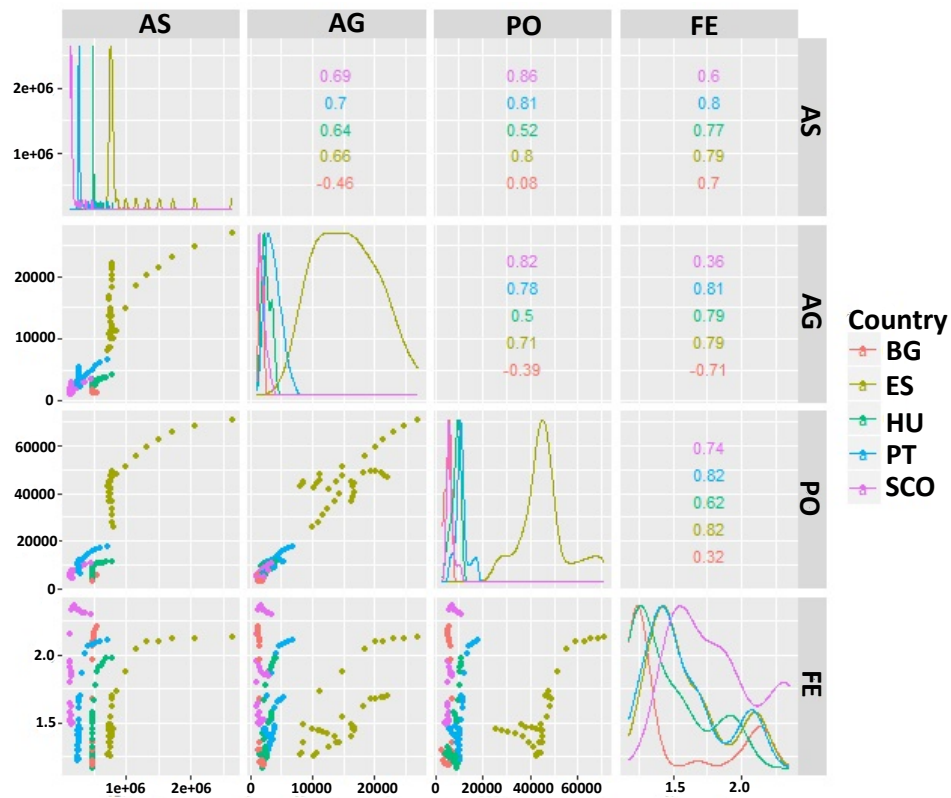 AS AG PO FE
2e+06
1e+06
0.69 0.86 0.6
0.7 0.81 0.8
0.64 0.52 0.77
0.66 0.8 0.79
-0.46 0.08 0.7
AS
20000
10000
0
0.82 0.36
0.78 0.81
0.5 0.79
0.71 0.79
-0.39 -0.71
AG
Country
BG
ES
HU
PT
SCO
60000
40000
20000
0
0.74
0.82
0.62
0.82
0.32
PO
2.0
1.5
FE
1e+06 2e+06 0 10000 20000 0 20000 40000 60000 1.5 2.0